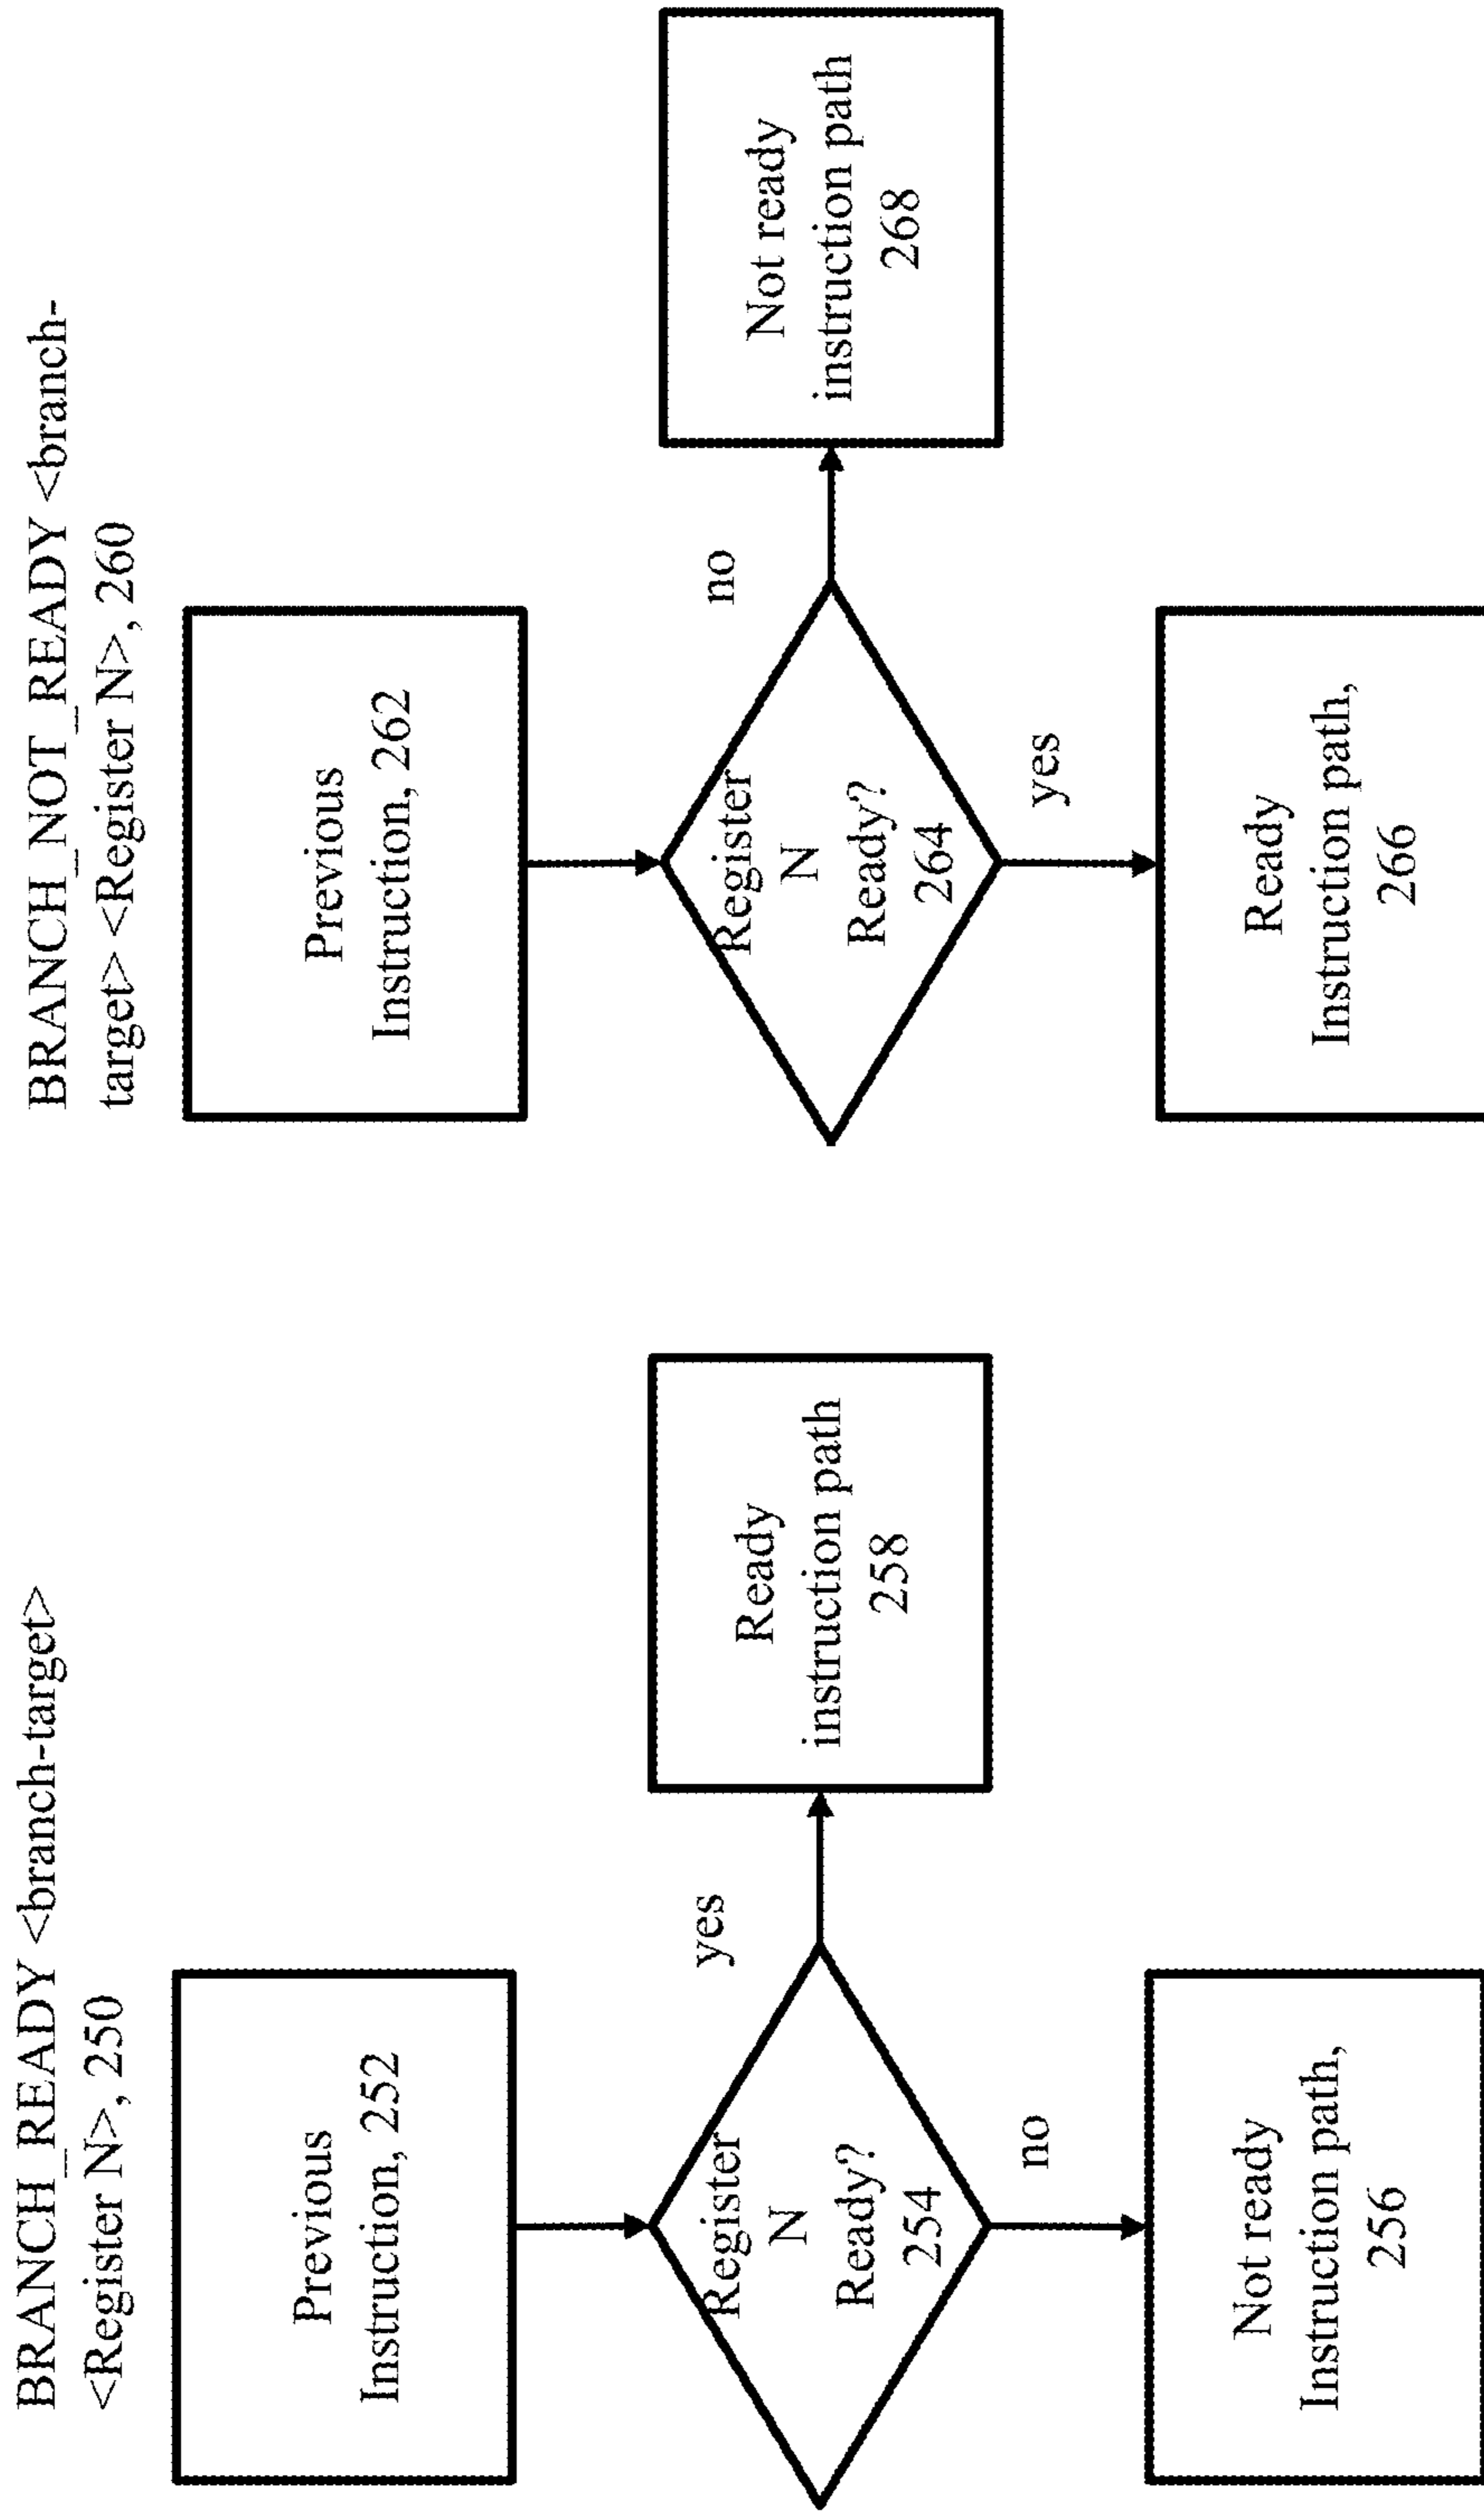 BRANCH_READY <branch-target>
<Register N>, 250
Previous
Instruction, 252
Register
N
Ready?
254
yes
Ready
instruction path
258
no
Not ready
Instruction path,
256
BRANCH_NOT_READY <branch-
target> <Register N>, 260
Previous
Instruction, 262
Register
N
Ready?
264
no
Not ready
instruction path
268
yes
Ready
Instruction path,
266